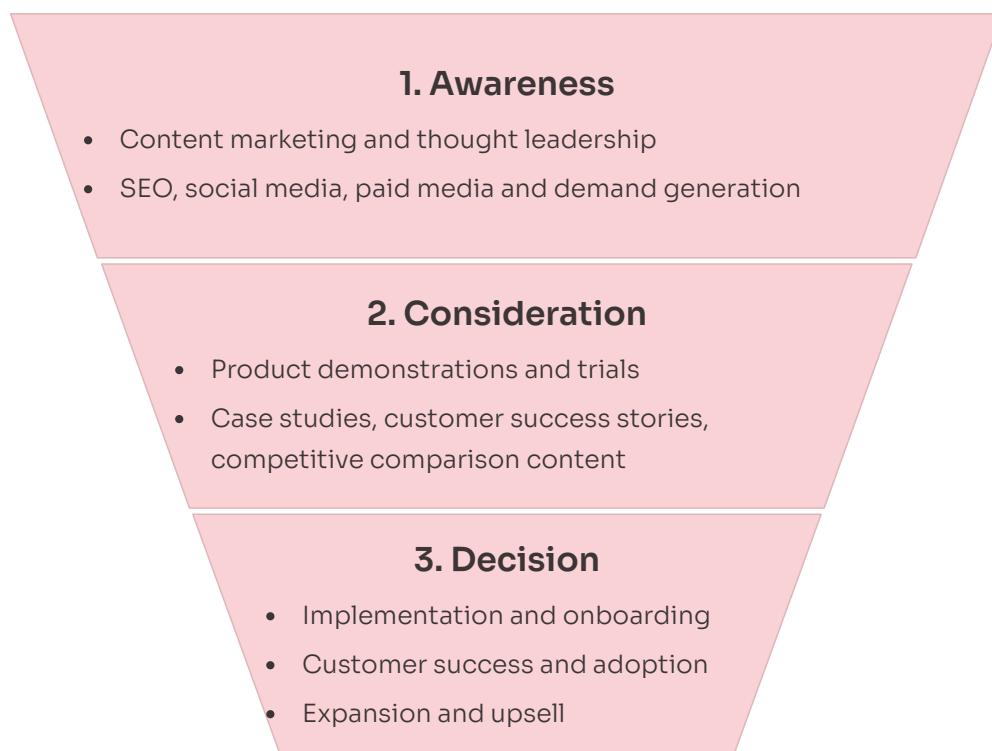 1. Awareness
• Content marketing and thought leadership
• SEO, social media, paid media and demand generation
2. Consideration
• Product demonstrations and trials
• Case studies, customer success stories,
competitive comparison content
3. Decision
• Implementation and onboarding
• Customer success and adoption
• Expansion and upsell